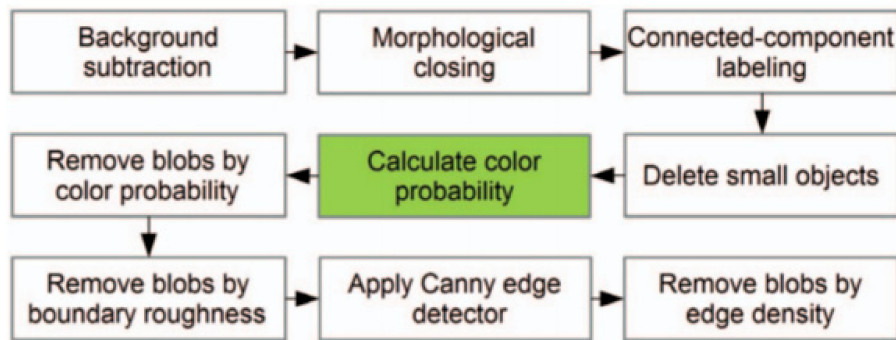 Background
subtraction
Morphological
closing
Connected-component
labeling
Delete small objects
Calculate color
probability
Remove blobs by
color probability
Remove blobs by
boundary roughness
Apply Canny edge
detector
Remove blobs by
edge density